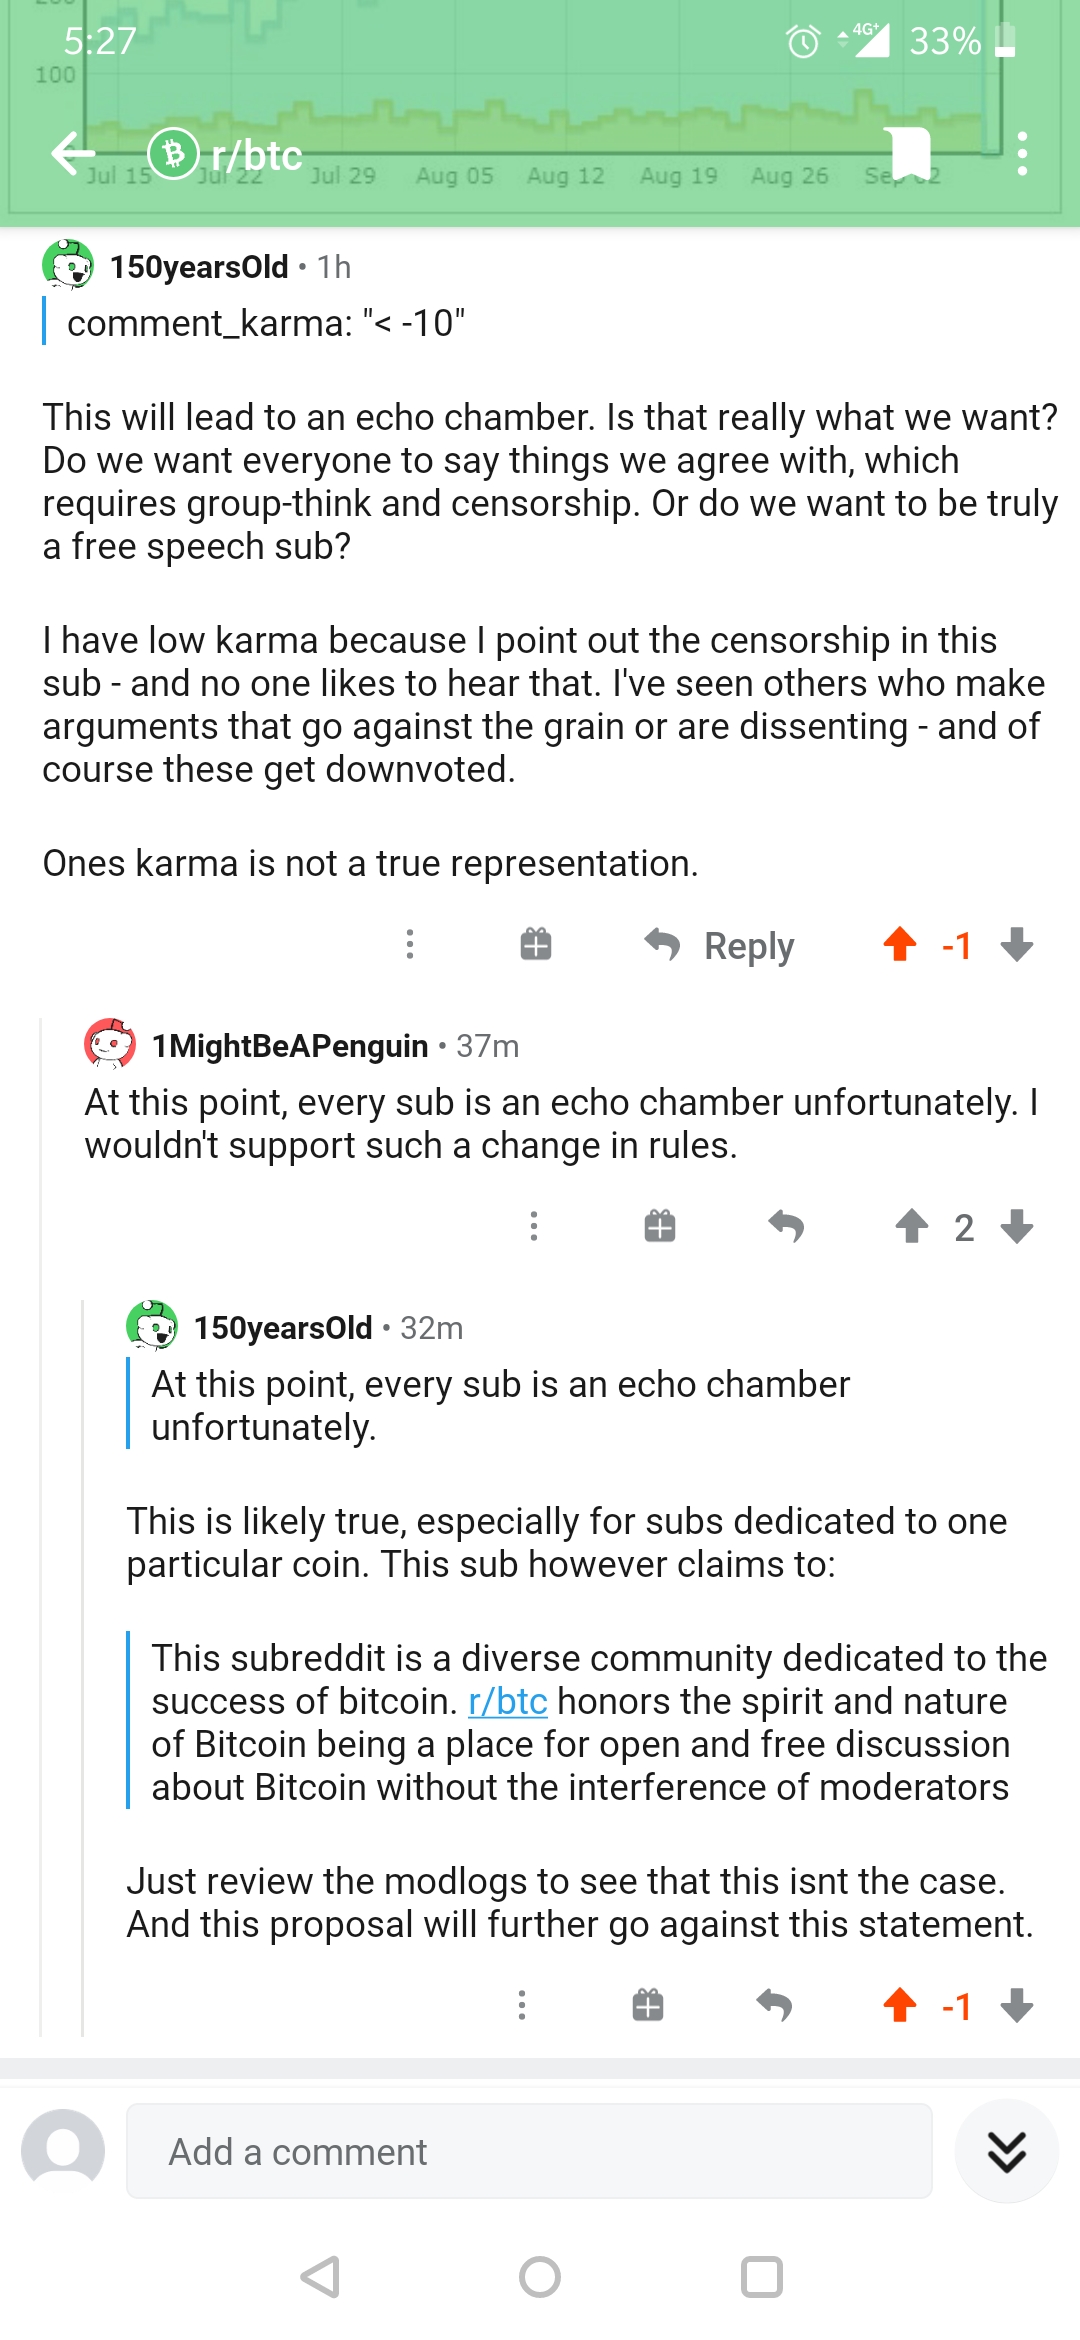 5:27
4G+
33%
100
r/btc
Jul 15 Jul 22 Jul 29 Aug 05 Aug 12 Aug 19 Aug 26
150yearsOld • 1h
comment_karma: "< -10"
This will lead to an echo chamber. Is that really what we want?
Do we want everyone to say things we agree with, which
requires group-think and censorship. Or do we want to be truly
a free speech sub?
I have low karma because I point out the censorship in this
sub - and no one likes to hear that. I've seen others who make
arguments that go against the grain or are dissenting - and of
course these get downvoted.
Ones karma is not a true representation.
Reply -1
1MightBeAPenguin • 37m
At this point, every sub is an echo chamber unfortunately. I
wouldn't support such a change in rules.
2
150yearsOld • 32m
At this point, every sub is an echo chamber
unfortunately.
This is likely true, especially for subs dedicated to one
particular coin. This sub however claims to:
This subreddit is a diverse community dedicated to the
success of bitcoin. r/btc honors the spirit and nature
of Bitcoin being a place for open and free discussion
about Bitcoin without the interference of moderators
Just review the modlogs to see that this isnt the case.
And this proposal will further go against this statement.
-1
Add a comment